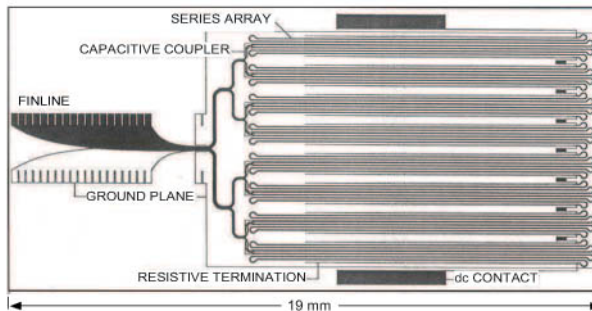 SERIES ARRAY
CAPACITIVE COUPLER
FINLINE
GROUND PLANE
RESISTIVE TERMINATION
dc CONTACT
19 mm